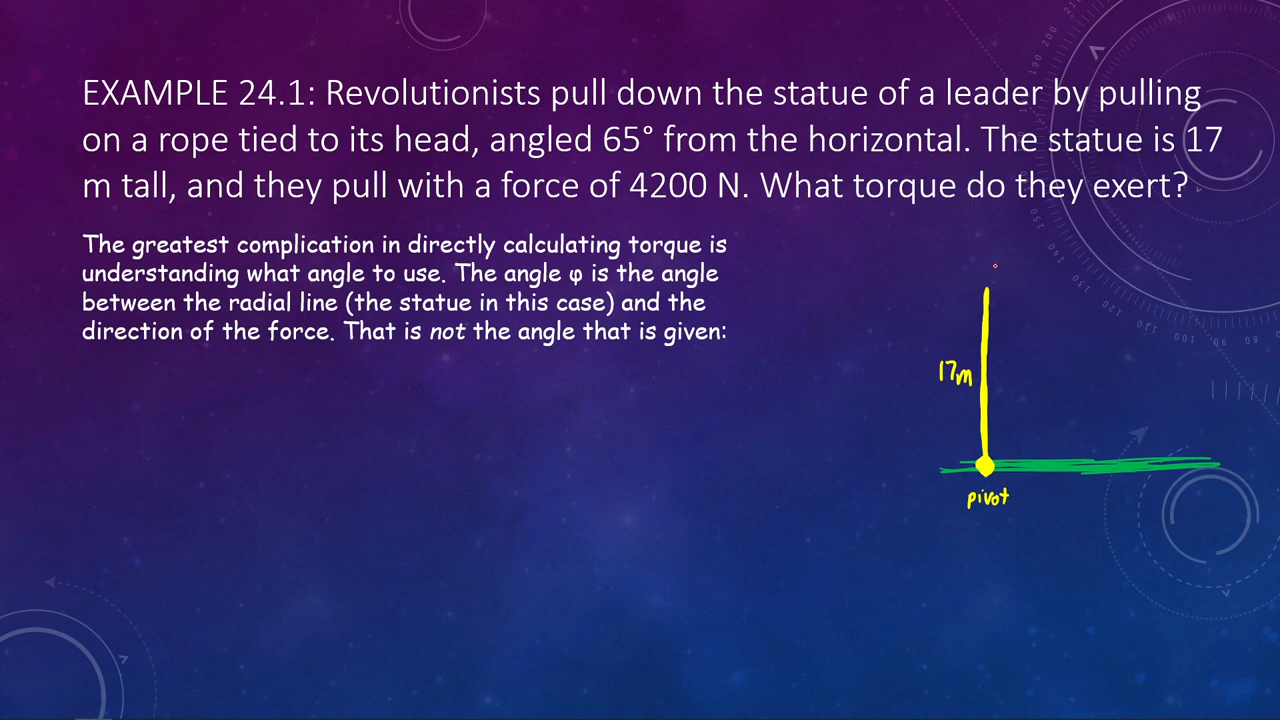 EXAMPLE 24.1: Revolutionists pull down the statue of a leader by pulling
on a rope tied to its head, angled 65° from the horizontal. The statue is 17
m tall, and they pull with a force of 4200 N. What torque do they exert?
The greatest complication in directly calculating torque is
understanding what angle to use. The angle φ is the angle
between the radial line (the statue in this case) and the
direction of the force. That is not the angle that is given:
17m
pivot